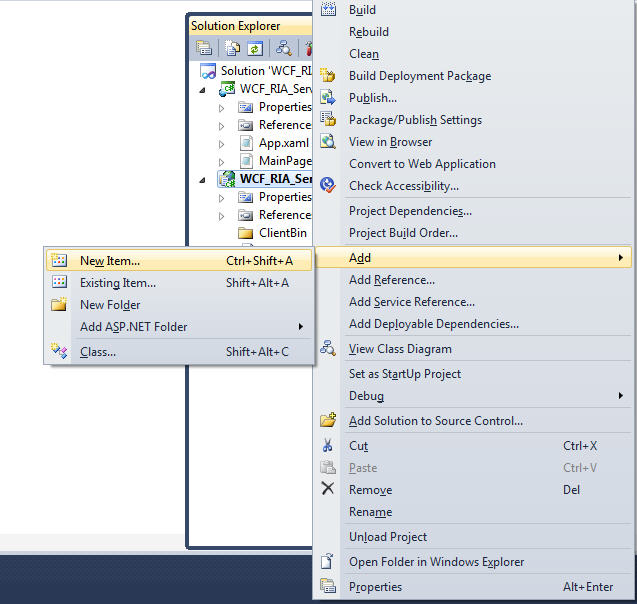 Solution Explorer
Solution 'WCF_RI
WCF_RIA_Ser
Properties
Reference
App.xaml
MainPage
WCF_RIA_Ser
Properties
Reference
ClientBin
New Item... Ctrl+Shift+A
Existing Item... Shift+Alt+A
New Folder
Add ASP.NET Folder
Class... Shift+Alt+C
Build
Rebuild
Clean
Build Deployment Package
Publish...
Package/Publish Settings
View in Browser
Convert to Web Application
Check Accessibility...
Project Dependencies...
Project Build Order...
Add
Add Reference...
Add Service Reference...
Add Deployable Dependencies...
View Class Diagram
Set as StartUp Project
Debug
Add Solution to Source Control...
Cut Ctrl+X
Paste Ctrl+V
Remove Del
Rename
Unload Project
Open Folder in Windows Explorer
Properties Alt+Enter